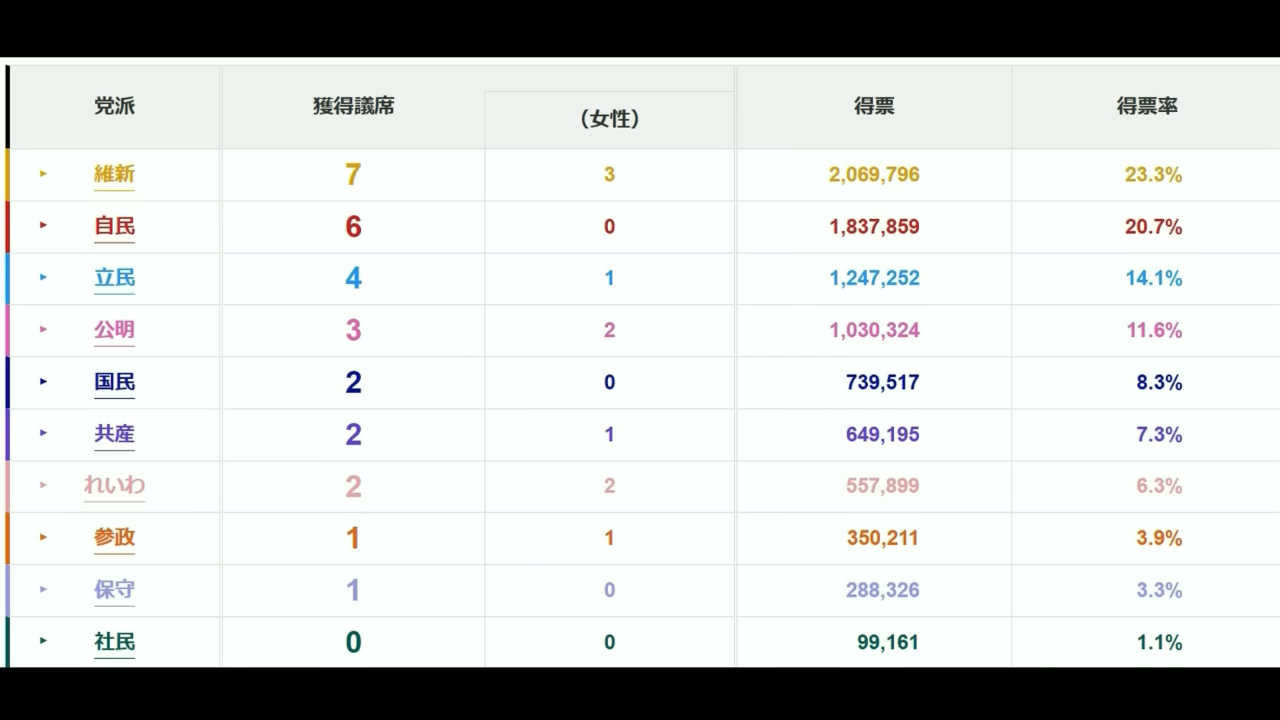 党派 獲得議席 （女性） 得票 得票率
▸ 維新 7 3 2,069,796 23.3%
▸ 自民 6 0 1,837,859 20.7%
▸ 立民 4 1 1,247,252 14.1%
▸ 公明 3 2 1,030,324 11.6%
▸ 国民 2 0 739,517 8.3%
▸ 共産 2 1 649,195 7.3%
▸ れいわ 2 2 557,899 6.3%
▸ 参政 1 1 350,211 3.9%
▸ 保守 1 0 288,326 3.3%
▸ 社民 0 0 99,161 1.1%